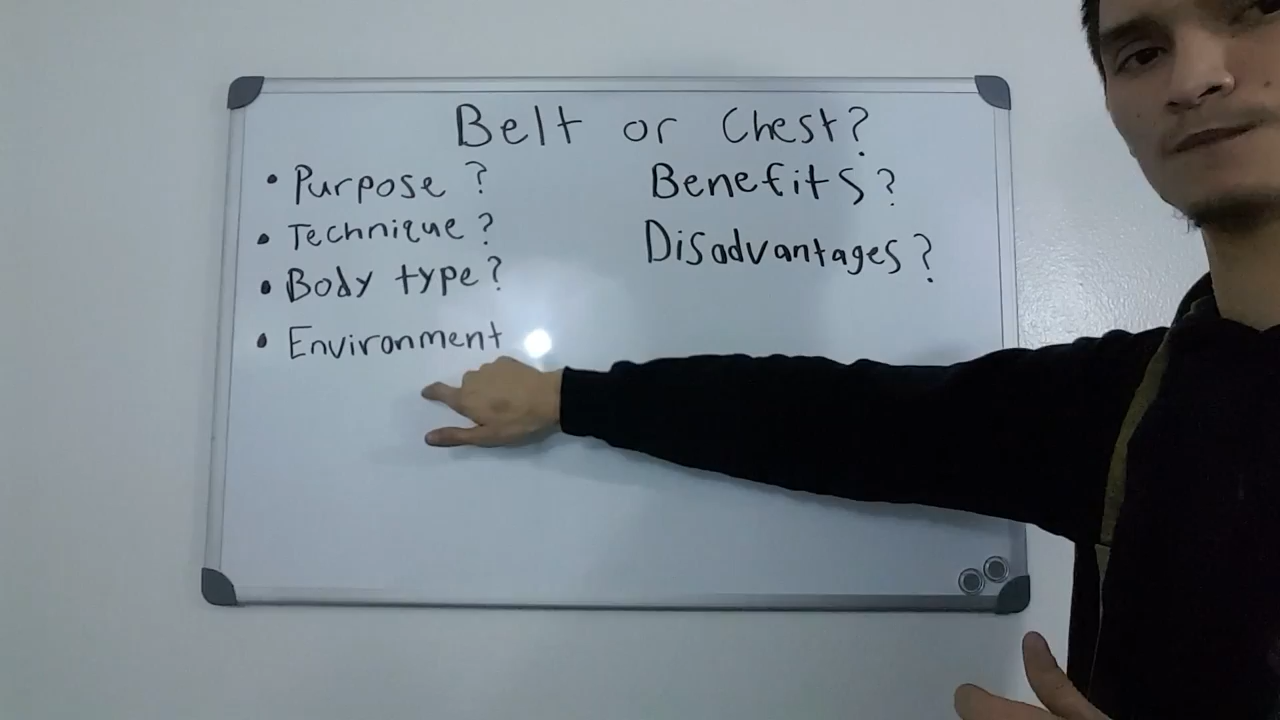 Belt or Chest?
• Purpose ?
• Technique ?
• Body type ?
• Environment
Benefits ?
Disadvantages ?